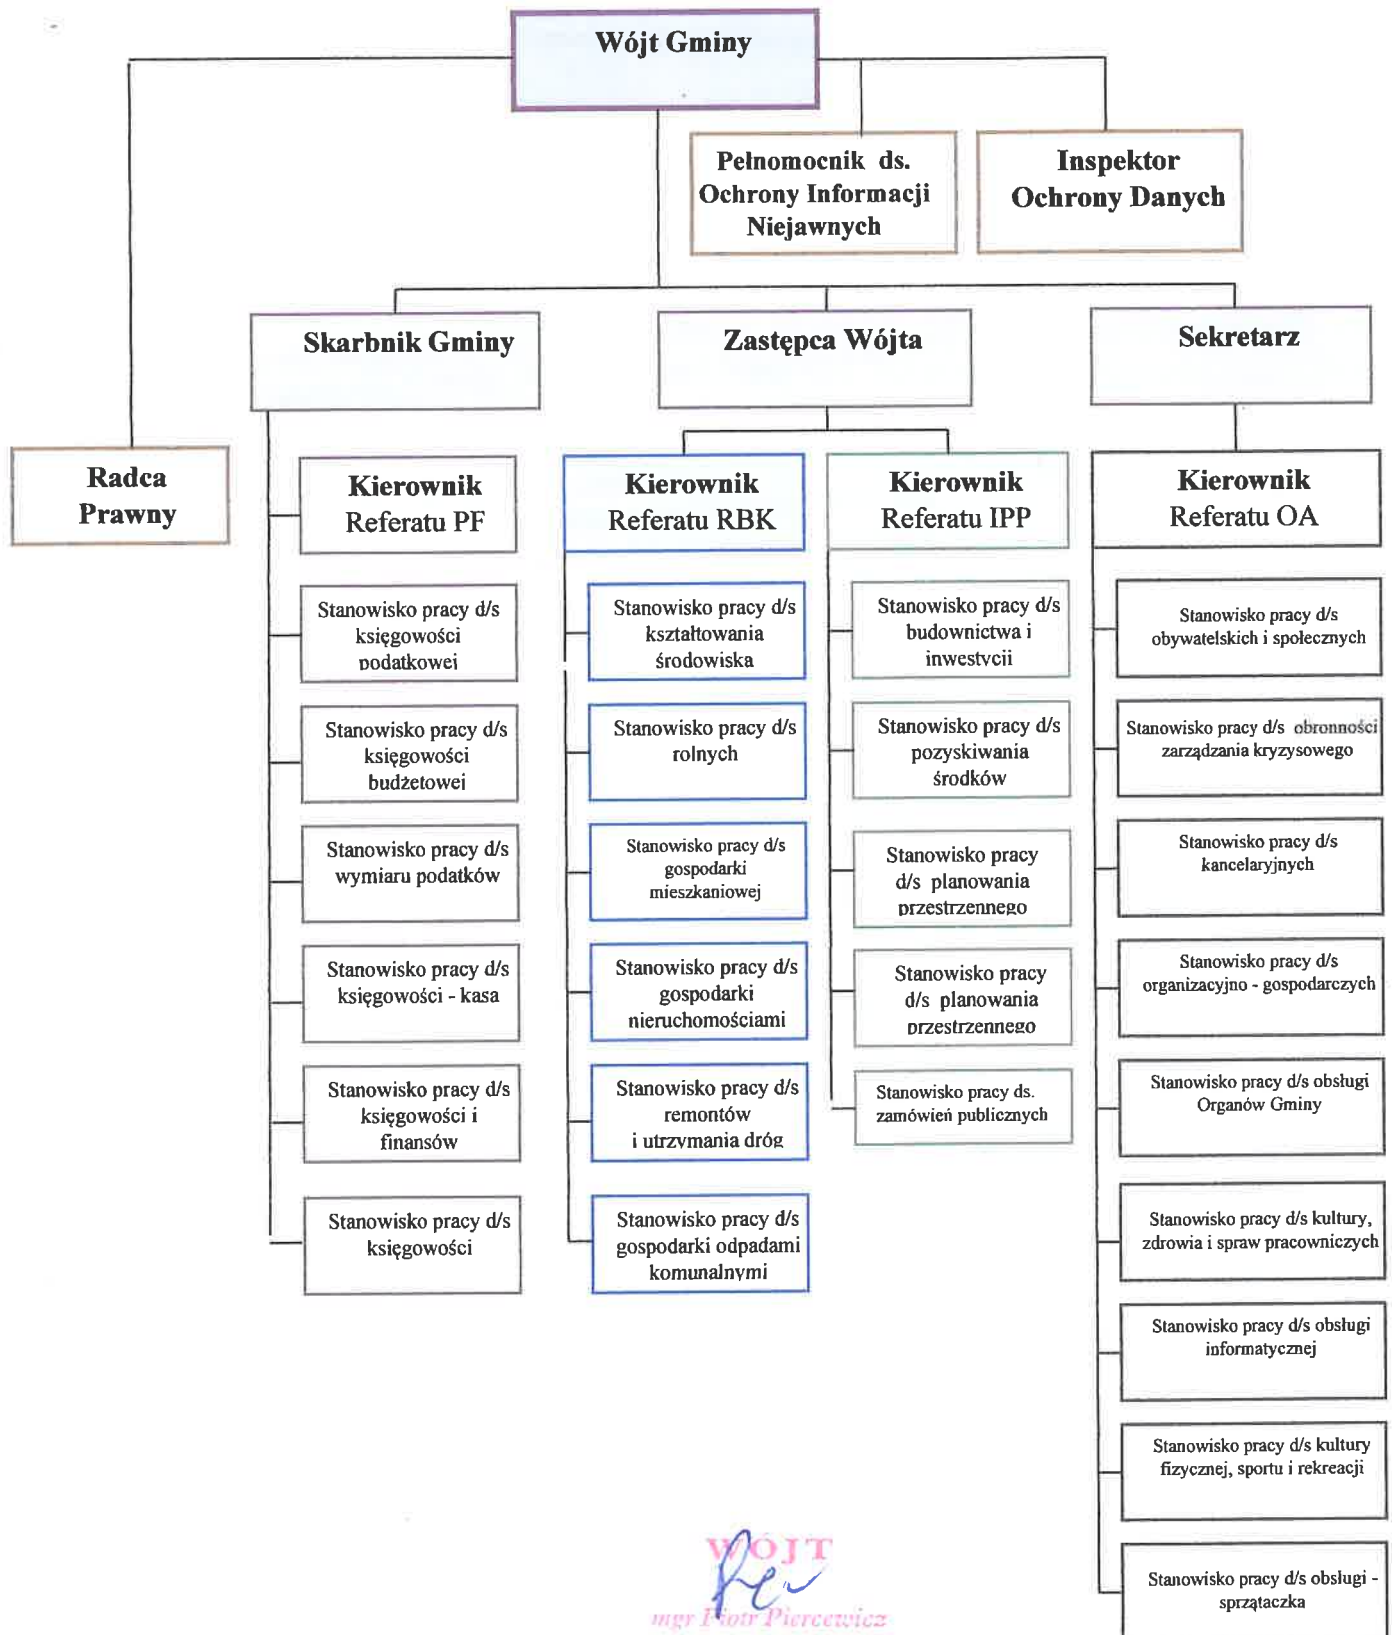 Wójt Gminy
Pełnomocnik ds.
Ochrony Informacji
Niejawnych
Inspektor
Ochrony Danych
Skarbnik Gminy
Zastępca Wójta
Sekretarz
Radca
Prawny
Kierownik
Referatu PF
Kierownik
Referatu RBK
Kierownik
Referatu IPP
Kierownik
Referatu OA
Stanowisko pracy d/s
księgowości
podatkowej
Stanowisko pracy d/s
księgowości
budżetowej
Stanowisko pracy d/s
wymiaru podatków
Stanowisko pracy d/s
księgowości - kasa
Stanowisko pracy d/s
księgowości i
finansów
Stanowisko pracy d/s
księgowości
Stanowisko pracy d/s
kształtowania
środowiska
Stanowisko pracy d/s
rolnych
Stanowisko pracy d/s
gospodarki
mieszkaniowej
Stanowisko pracy d/s
gospodarki
nieruchomościami
Stanowisko pracy d/s
remontów
i utrzymania dróg
Stanowisko pracy d/s
gospodarki odpadami
komunalnymi
Stanowisko pracy d/s
budownictwa i
inwestycji
Stanowisko pracy d/s
pozyskiwania
środków
Stanowisko pracy
d/s planowania
przestrzennego
Stanowisko pracy
d/s planowania
przestrzennego
Stanowisko pracy ds.
zamówień publicznych
Stanowisko pracy d/s
obywatelskich i społecznych
Stanowisko pracy d/s obronności
zarządzania kryzysowego
Stanowisko pracy d/s
kancelaryjnych
Stanowisko pracy d/s
organizacyjno - gospodarczych
Stanowisko pracy d/s obsługi
Organów Gminy
Stanowisko pracy d/s kultury,
zdrowia i spraw pracowniczych
Stanowisko pracy d/s obsługi
informatycznej
Stanowisko pracy d/s kultury
fizycznej, sportu i rekreacji
Stanowisko pracy d/s obsługi -
sprzątaczka
WÓJT
mgr Piotr Piercewicz